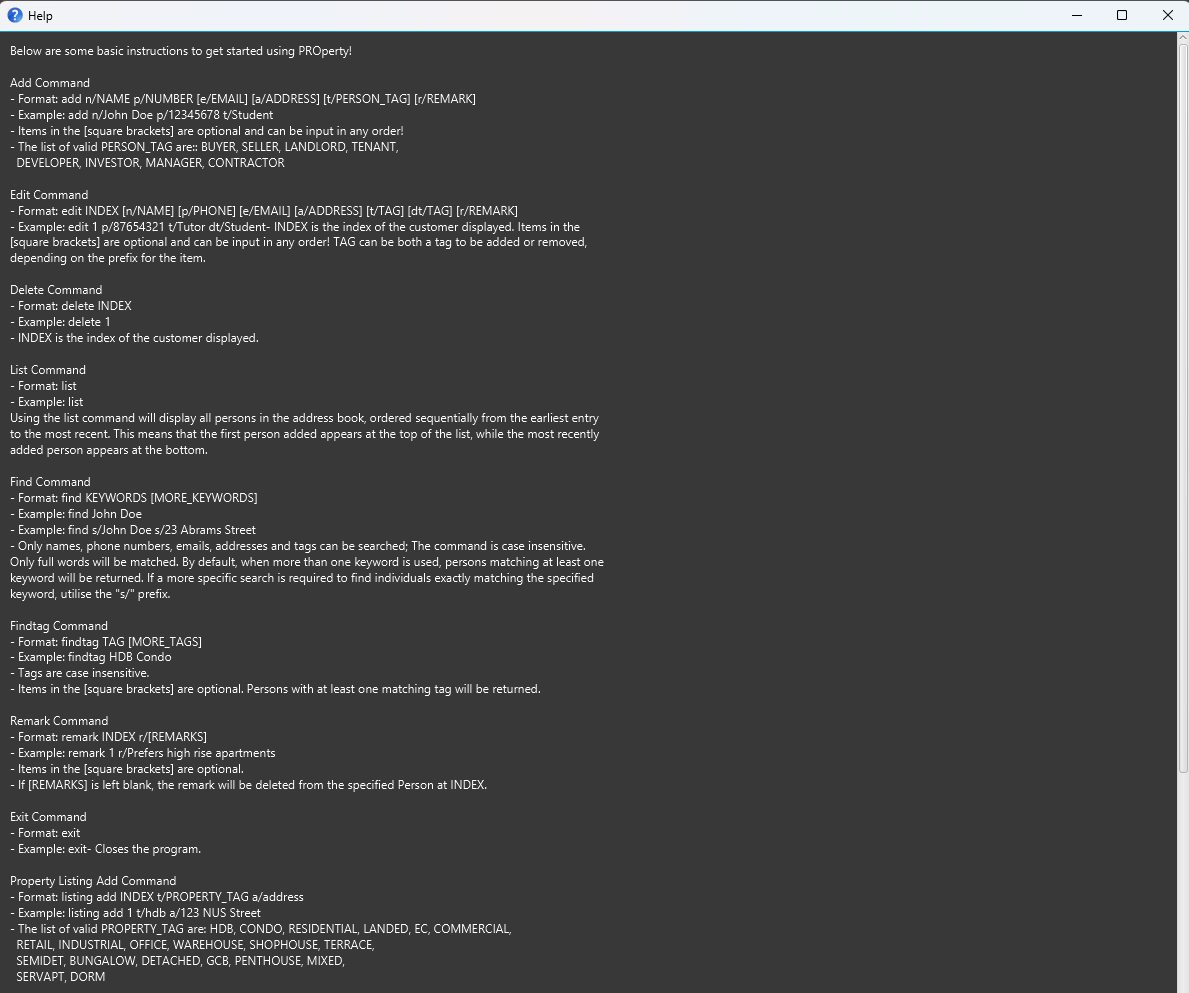 Help
Below are some basic instructions to get started using PROperty!
Add Command
- Format: add n/NAME p/NUMBER [e/EMAIL] [a/ADDRESS] [t/PERSON_TAG] [r/REMARK]
- Example: add n/John Doe p/12345678 t/Student
- Items in the [square brackets] are optional and can be input in any order!
- The list of valid PERSON_TAG are:: BUYER, SELLER, LANDLORD, TENANT,
DEVELOPER, INVESTOR, MANAGER, CONTRACTOR
Edit Command
- Format: edit INDEX [n/NAME] [p/PHONE] [e/EMAIL] [a/ADDRESS] [t/TAG] [dt/TAG] [r/REMARK]
- Example: edit 1 p/87654321 t/Tutor dt/Student- INDEX is the index of the customer displayed. Items in the
[square brackets] are optional and can be input in any order! TAG can be both a tag to be added or removed,
depending on the prefix for the item.
Delete Command
- Format: delete INDEX
- Example: delete 1
- INDEX is the index of the customer displayed.
List Command
- Format: list
- Example: list
Using the list command will display all persons in the address book, ordered sequentially from the earliest entry
to the most recent. This means that the first person added appears at the top of the list, while the most recently
added person appears at the bottom.
Find Command
- Format: find KEYWORDS [MORE_KEYWORDS]
- Example: find John Doe
- Example: find s/John Doe s/23 Abrams Street
- Only names, phone numbers, emails, addresses and tags can be searched; The command is case insensitive.
Only full words will be matched. By default, when more than one keyword is used, persons matching at least one
keyword will be returned. If a more specific search is required to find individuals exactly matching the specified
keyword, utilise the "s/" prefix.
Findtag Command
- Format: findtag TAG [MORE_TAGS]
- Example: findtag HDB Condo
- Tags are case insensitive.
- Items in the [square brackets] are optional. Persons with at least one matching tag will be returned.
Remark Command
- Format: remark INDEX r/[REMARKS]
- Example: remark 1 r/Prefers high rise apartments
- Items in the [square brackets] are optional.
- If [REMARKS] is left blank, the remark will be deleted from the specified Person at INDEX.
Exit Command
- Format: exit
- Example: exit- Closes the program.
Property Listing Add Command
- Format: listing add INDEX t/PROPERTY_TAG a/address
- Example: listing add 1 t/hdb a/123 NUS Street
- The list of valid PROPERTY_TAG are: HDB, CONDO, RESIDENTIAL, LANDED, EC, COMMERCIAL,
RETAIL, INDUSTRIAL, OFFICE, WAREHOUSE, SHOPHOUSE, TERRACE,
SEMIDET, BUNGALOW, DETACHED, GCB, PENTHOUSE, MIXED,
SERVAPT, DORM